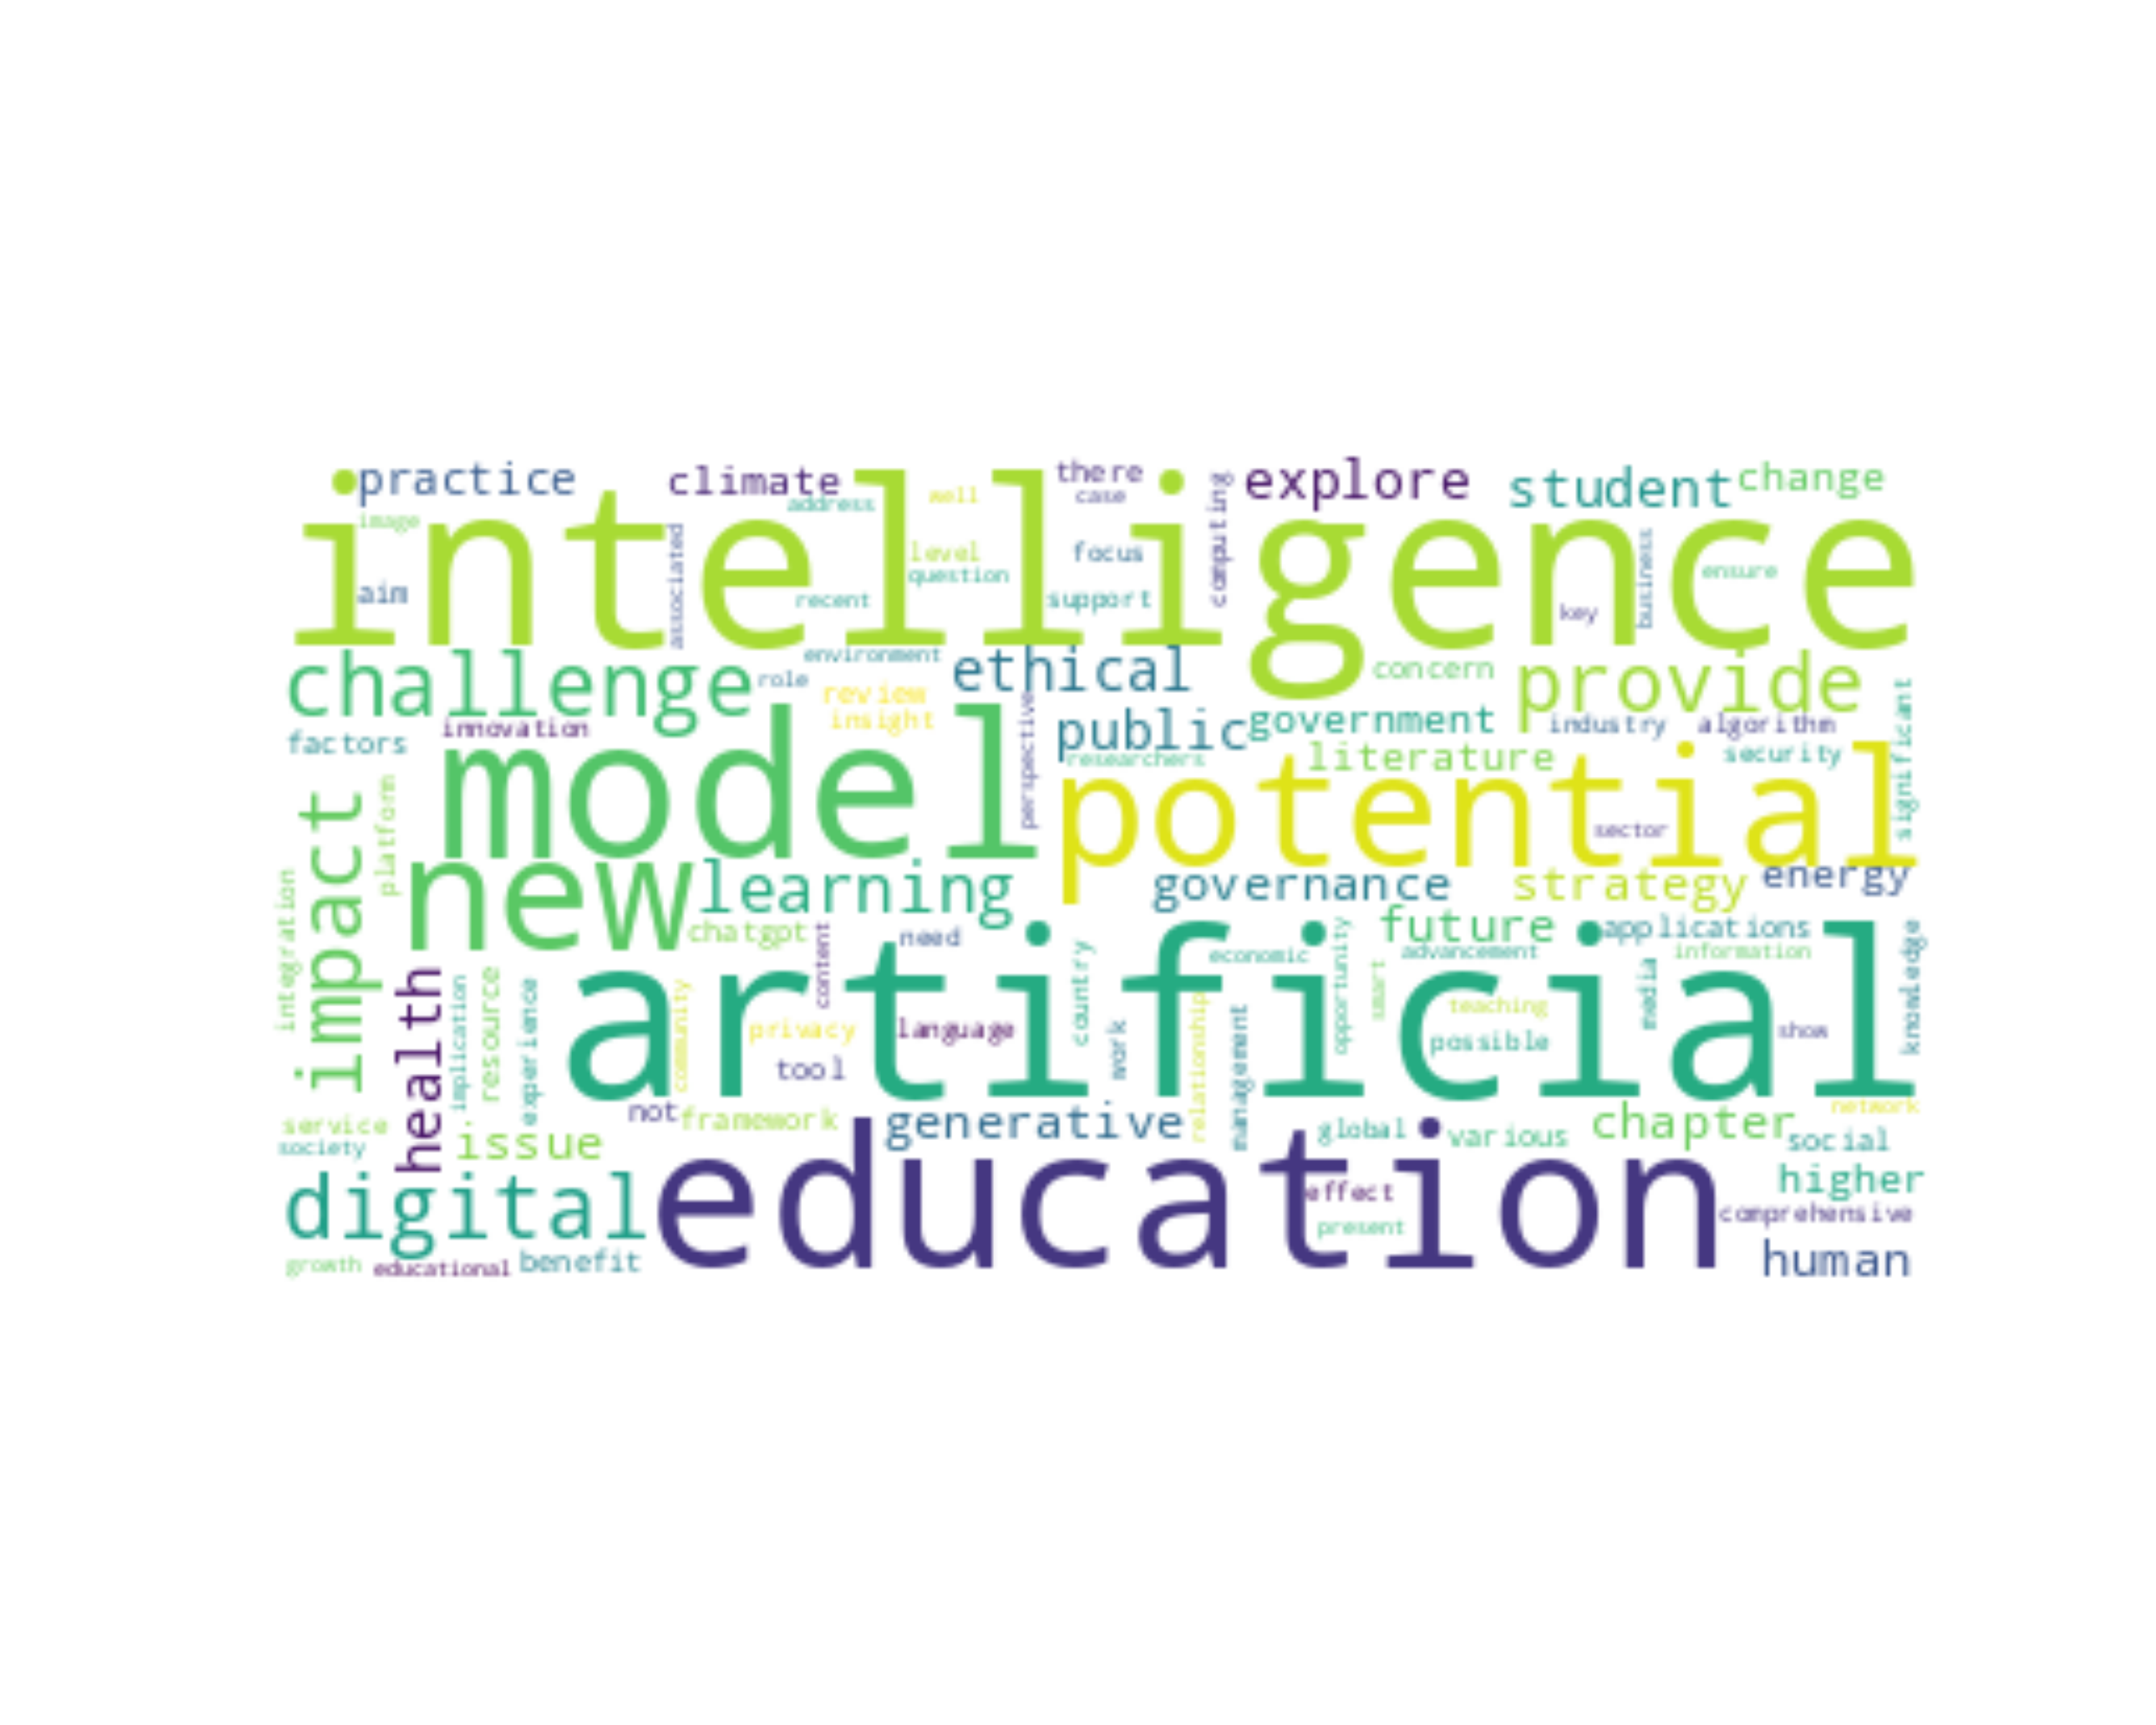 practice
climate
there
explore
student
change
address
well
case
computing
image
intelligence
associated
level
focus
question
business
ensure
aim
recent
support
key
environment
ethical
concern
challenge
role
review
provide
innovation
insight
perspective
public
government
industry
algorithm
significant
factors
model
researchers
literature
security
potential
sector
platform
impact
new
learning
governance
strategy
energy
integration
chatgpt
content
need
future
applications
economic
opportunity
advancement
information
knowledge
health
implication
resource
experience
artificial
community
privacy
language
country
work
relationship
management
smart
teaching
media
possible
show
tool
not
framework
generative
global
various
chapter
network
service
society
issue
social
digital
education
effect
higher
present
comprehensive
growth
educational
benefit
human